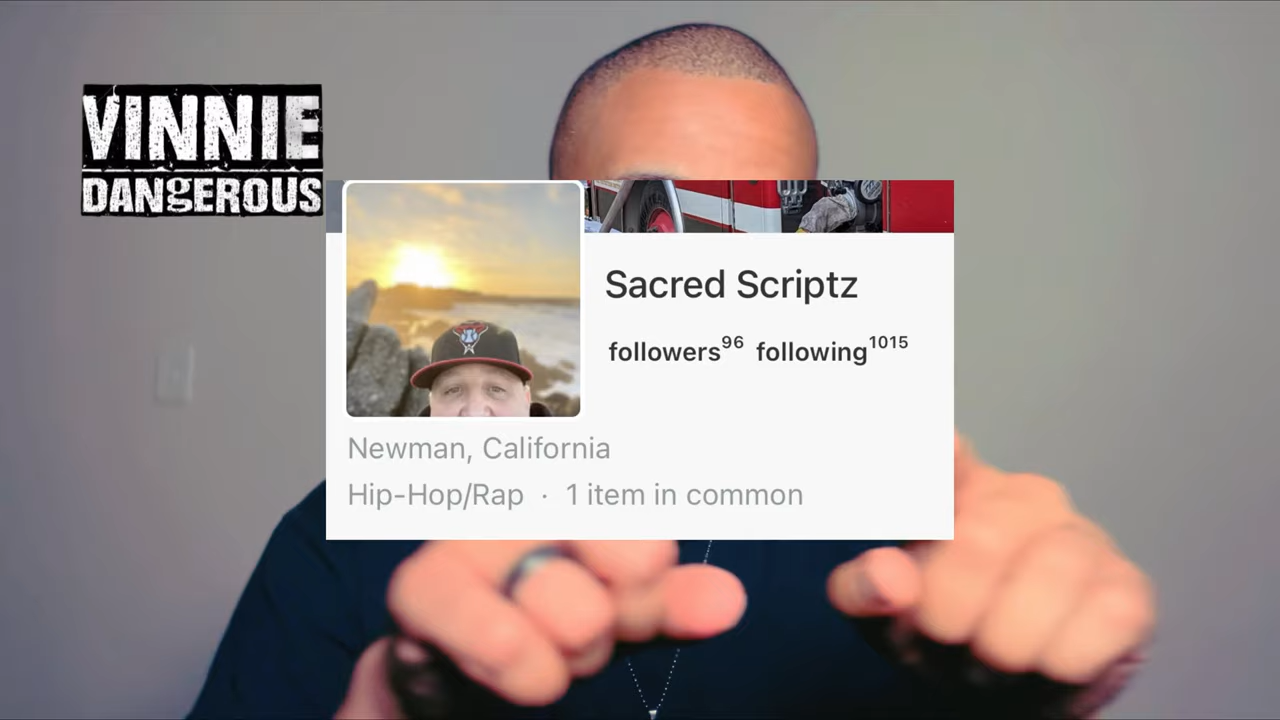 VINNIE
DANgEROUS
Sacred Scriptz
followers96 following1015
Newman, California
Hip-Hop/Rap · 1 item in common